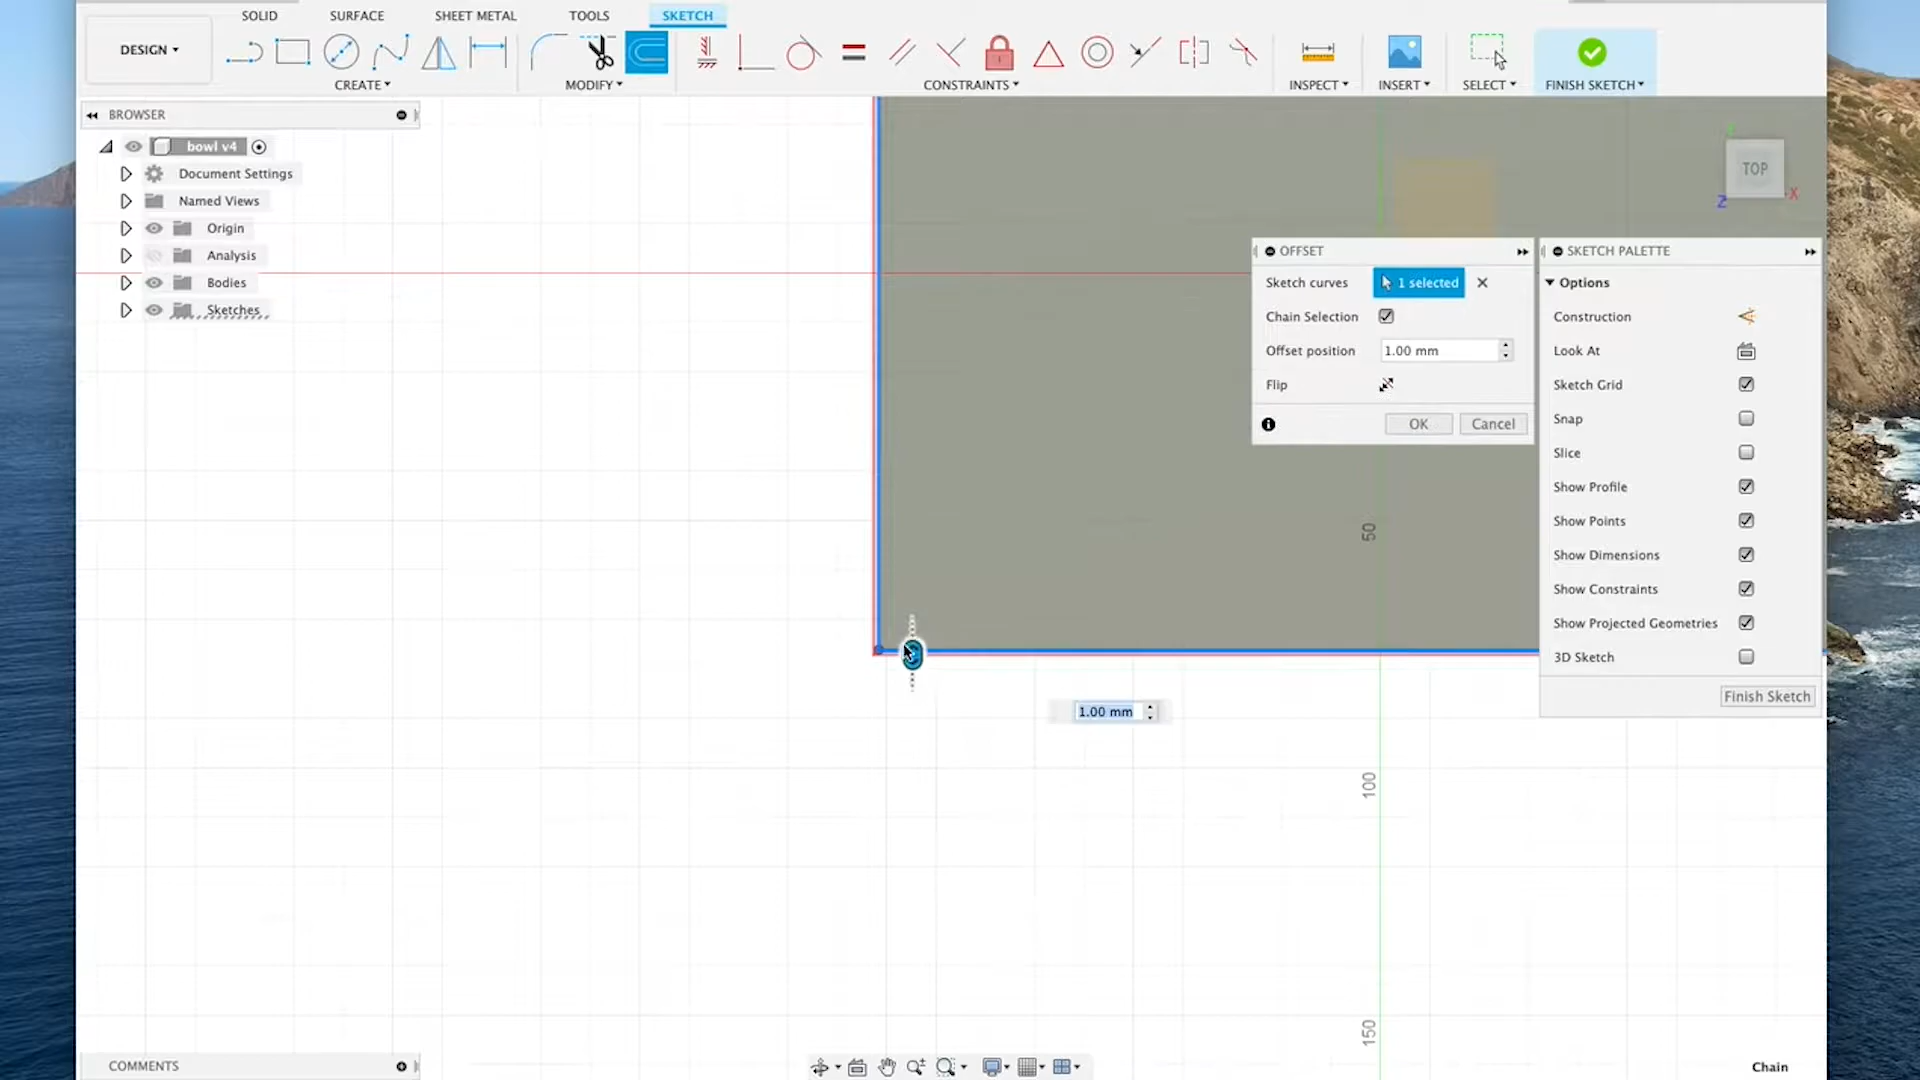 SOLID SURFACE SHEET METAL TOOLS SKETCH
DESIGN
CREATE MODIFY CONSTRAINTS INSPECT INSERT SELECT FINISH SKETCH
BROWSER
bowl v4
Document Settings
Named Views
Origin
Analysis
Bodies
Sketches
TOP
X
Z
OFFSET
Sketch curves 1 selected
Chain Selection
Offset position 1.00 mm
Flip
OK Cancel
SKETCH PALETTE
Options
Construction
Look At
Sketch Grid
Snap
Slice
Show Profile
Show Points
Show Dimensions
Show Constraints
Show Projected Geometries
3D Sketch
Finish Sketch
50
1.00 mm
100
150
COMMENTS
Chain